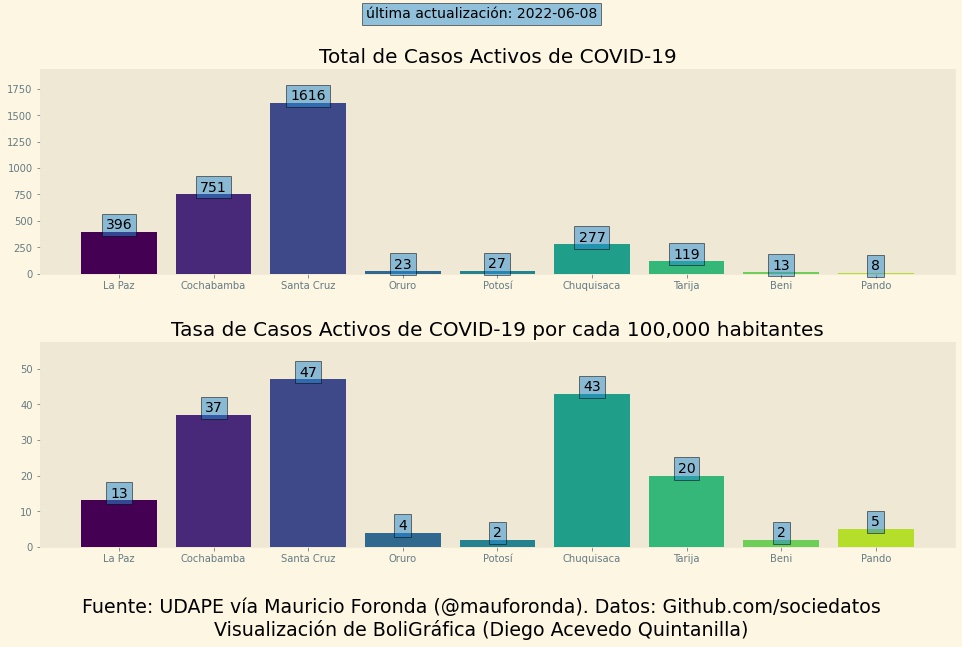 última actualización: 2022-06-08
Total de Casos Activos de COVID-19
1750
1500
1250
1000
750
500
250
0
396
751
1616
23
27
277
119
13
8
La Paz
Cochabamba
Santa Cruz
Oruro
Potosí
Chuquisaca
Tarija
Beni
Pando
Tasa de Casos Activos de COVID-19 por cada 100,000 habitantes
50
40
30
20
10
0
13
37
47
4
2
43
20
2
5
La Paz
Cochabamba
Santa Cruz
Oruro
Potosí
Chuquisaca
Tarija
Beni
Pando
Fuente: UDAPE vía Mauricio Foronda (@mauforonda). Datos: Github.com/sociedatos
Visualización de BoliGráfica (Diego Acevedo Quintanilla)